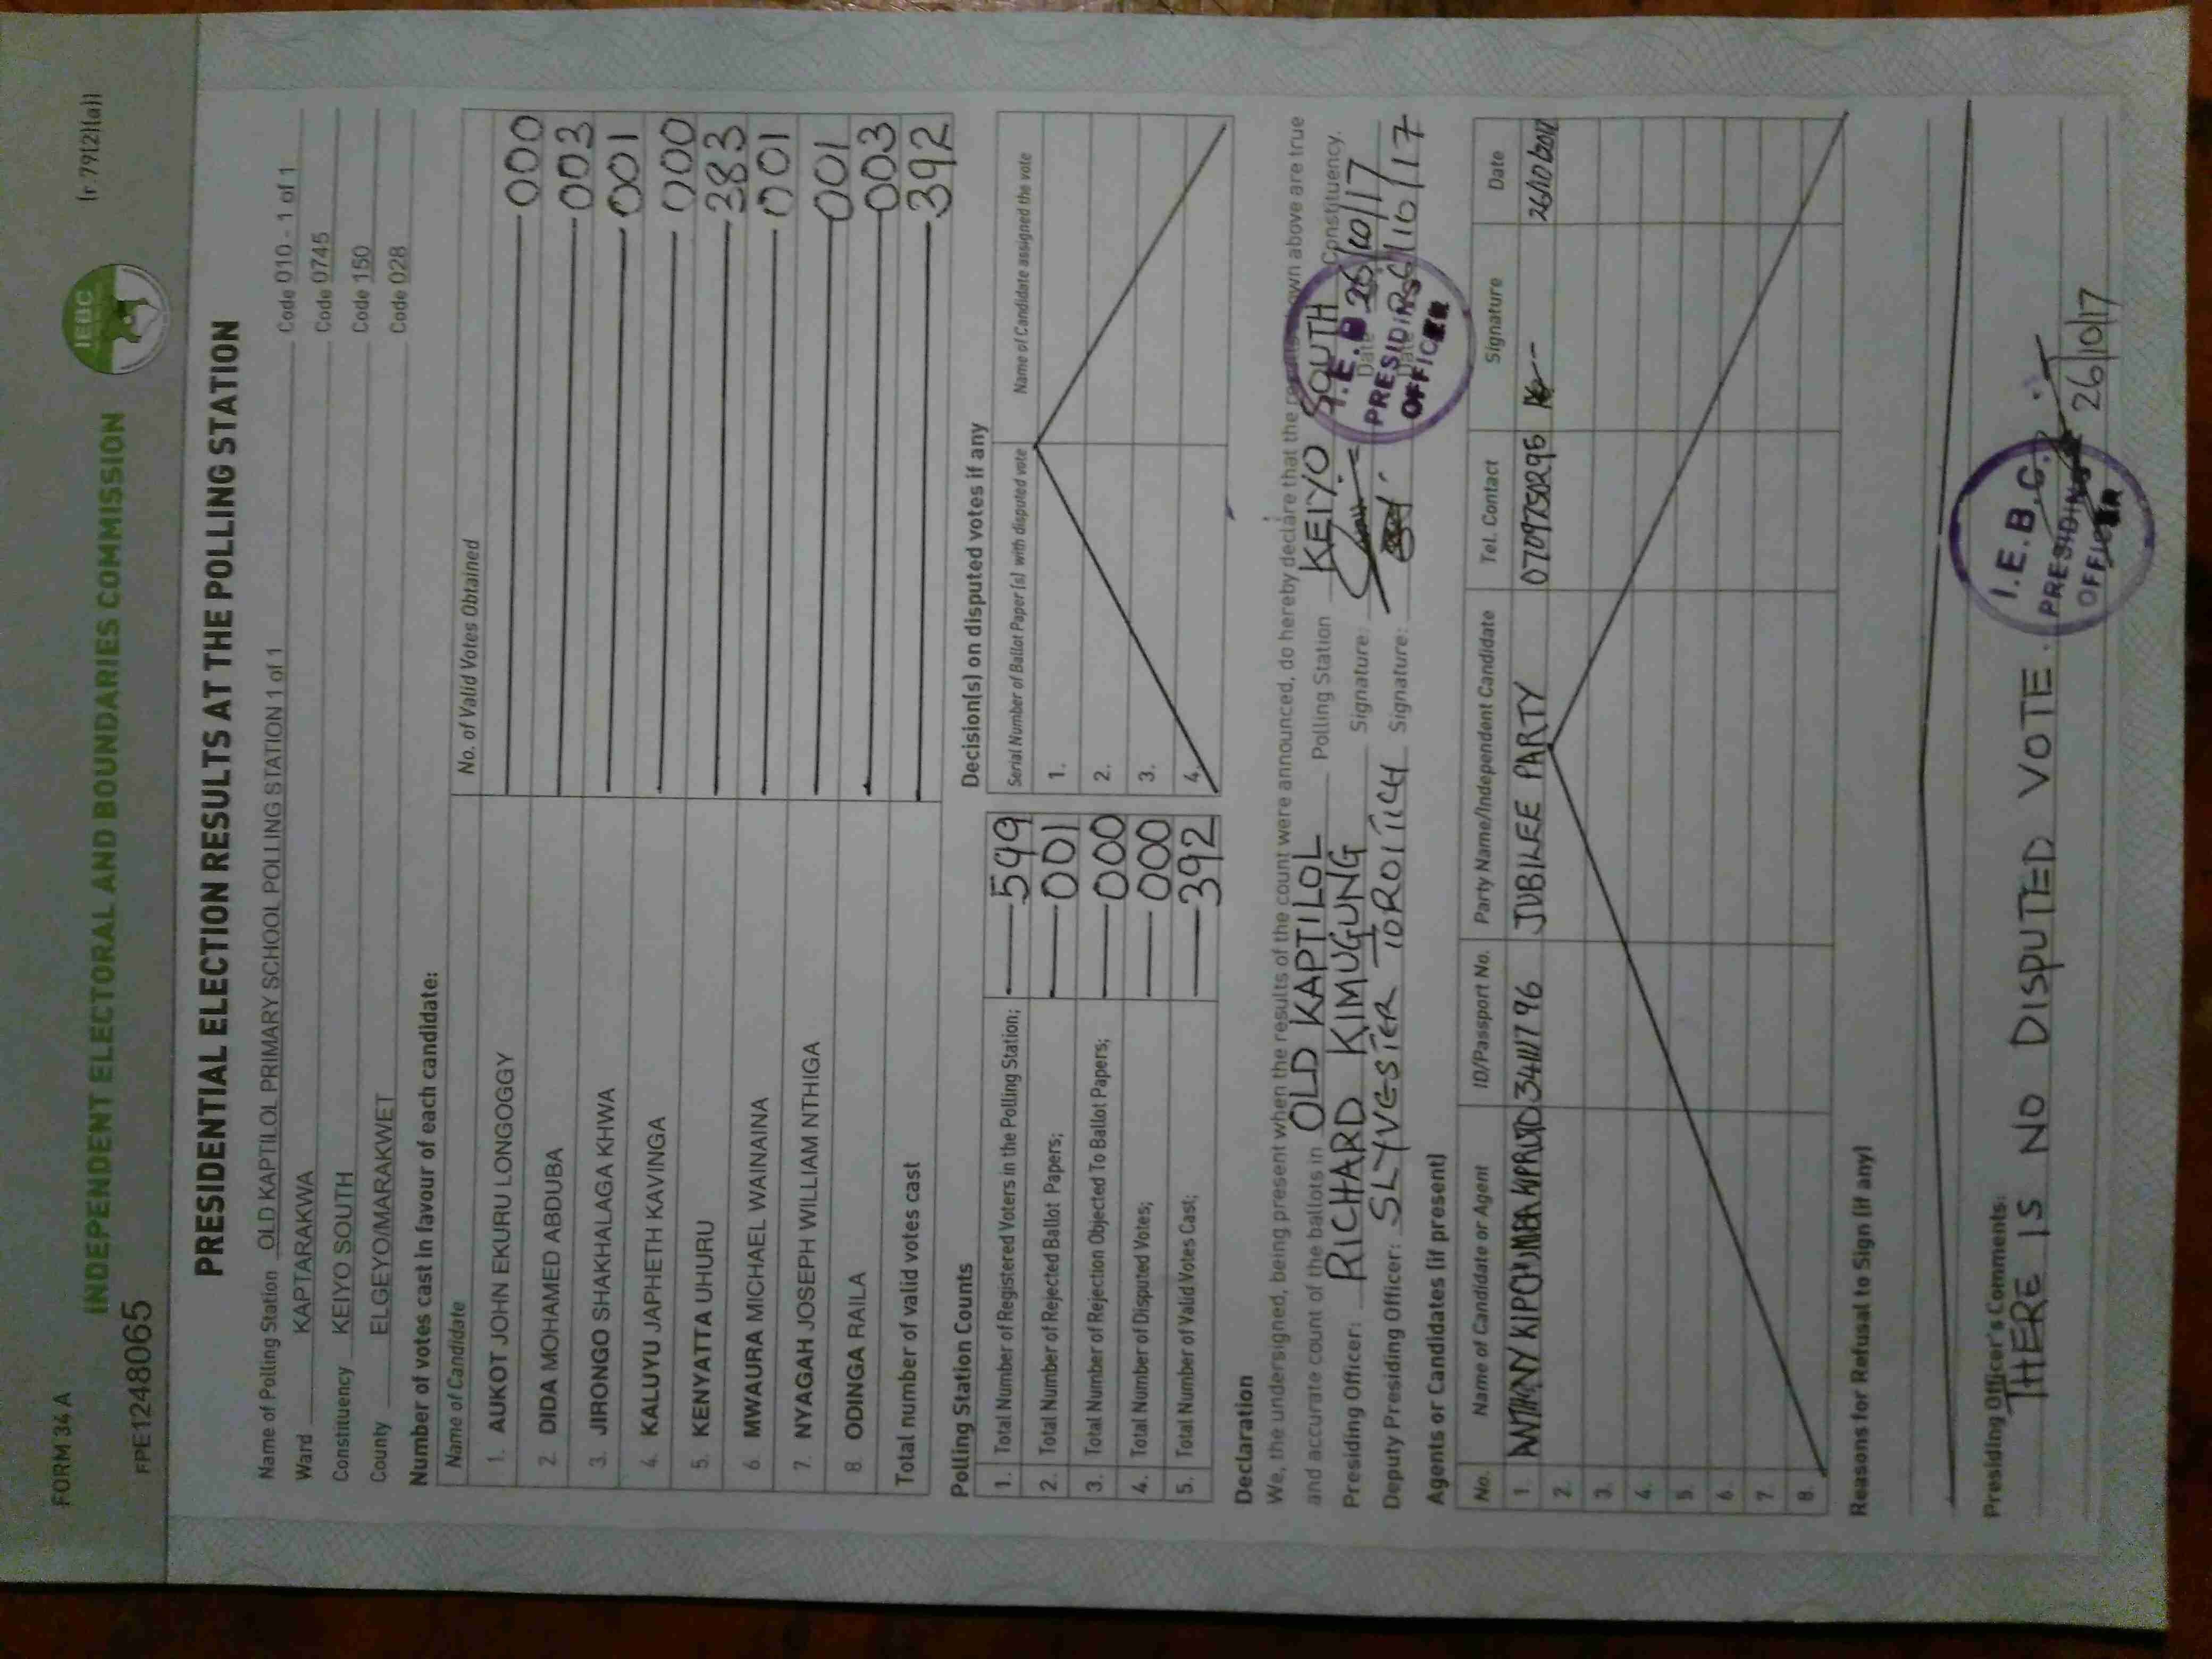 FORM 34 A
INDEPENDENT ELECTORAL AND BOUNDARIES COMMISSION
IEBC
(r.79(2)(a))
FPE1248065
PRESIDENTIAL ELECTION RESULTS AT THE POLLING STATION
Name of Polling Station OLD KAPTILOL PRIMARY SCHOOL POLLING STATION 1 of 1 Code 010 - 1 of 1
Ward KAPTARAKWA Code 0745
Constituency KEIYO SOUTH Code 150
County ELGEYO/MARAKWET Code 028
Number of votes cast in favour of each candidate:
Name of Candidate No. of Valid Votes Obtained
1. AUKOT JOHN EKURU LONGOGGY 000
2. DIDA MOHAMED ABDUBA 003
3. JIRONGO SHAKHALAGA KHWA 001
4. KALUYU JAPHETH KAVINGA 000
5. KENYATTA UHURU 383
6. MWAURA MICHAEL WAINAINA 001
7. NYAGAH JOSEPH WILLIAM NTHIGA 001
8. ODINGA RAILA 003
Total number of valid votes cast 392
Polling Station Counts
1. Total Number of Registered Voters in the Polling Station; 549
2. Total Number of Rejected Ballot Papers; 001
3. Total Number of Rejection Objected To Ballot Papers; 000
4. Total Number of Disputed Votes; 000
5. Total Number of Valid Votes Cast; 392
Decision(s) on disputed votes if any
Serial Number of Ballot Paper (s) with disputed vote Name of Candidate assigned the vote
1.
2.
3.
4.
Declaration
We, the undersigned, being present when the results of the count were announced, do hereby declare that the results shown above are true
and accurate count of the ballots in OLD KAPTILOL Polling Station KEIYO SOUTH Constituency.
Presiding Officer: RICHARD KIMUGUNG Signature: Date 26/10/17
Deputy Presiding Officer: SLYVESTER TOROITICH Signature: Date 26/10/17
I.E.B.C PRESIDING OFFICER
Agents or Candidates (if present)
No. Name of Candidate or Agent ID/Passport No. Party Name/Independent Candidate Tel. Contact Signature Date
1. ANTHONY KIPCHUMBA KIPRUTO JUBILEE PARTY 0709750295 26/10/2017
2.
3.
4.
5.
6.
7.
8.
Reasons for Refusal to Sign (if any)
Presiding Officer's Comments:
THERE IS NO DISPUTED VOTE.
I.E.B.C. PRESIDING OFFICER
26/10/17